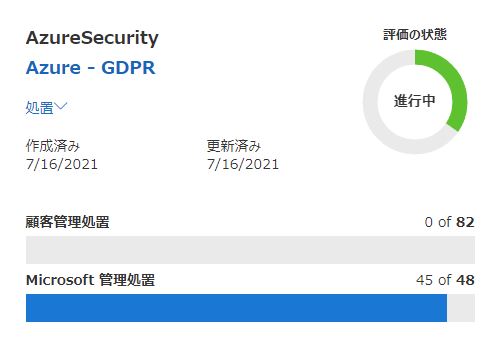 AzureSecurity
Azure - GDPR
処置
作成済み
7/16/2021
更新済み
7/16/2021
評価の状態
進行中
顧客管理処置 0 of 82
Microsoft 管理処置 45 of 48